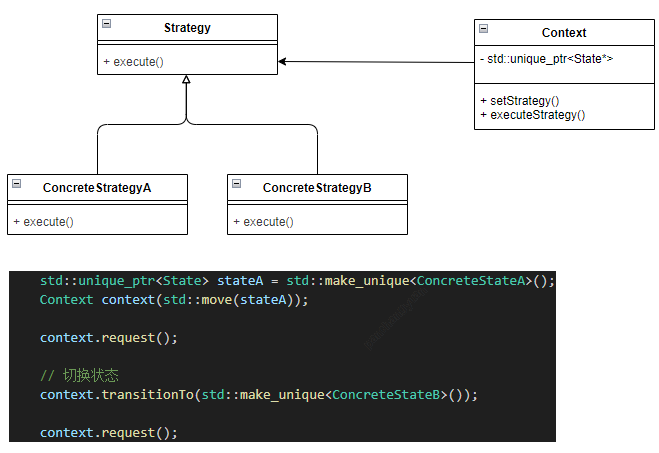 Strategy
+ execute()
Context
- std::unique_ptr<State*>
+ setStrategy()
+ executeStrategy()
ConcreteStrategyA
+ execute()
ConcreteStrategyB
+ execute()
std::unique_ptr<State> stateA = std::make_unique<ConcreteStateA>();
Context context(std::move(stateA));
context.request();
// 切换状态
context.transitionTo(std::make_unique<ConcreteStateB>());
context.request();